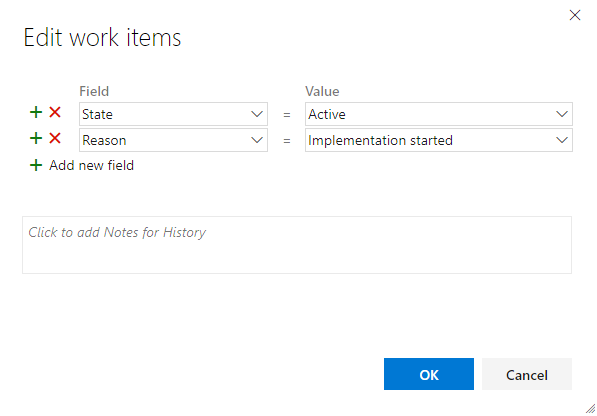 Edit work items
Field Value
State = Active
Reason = Implementation started
Add new field
Click to add Notes for History
OK Cancel